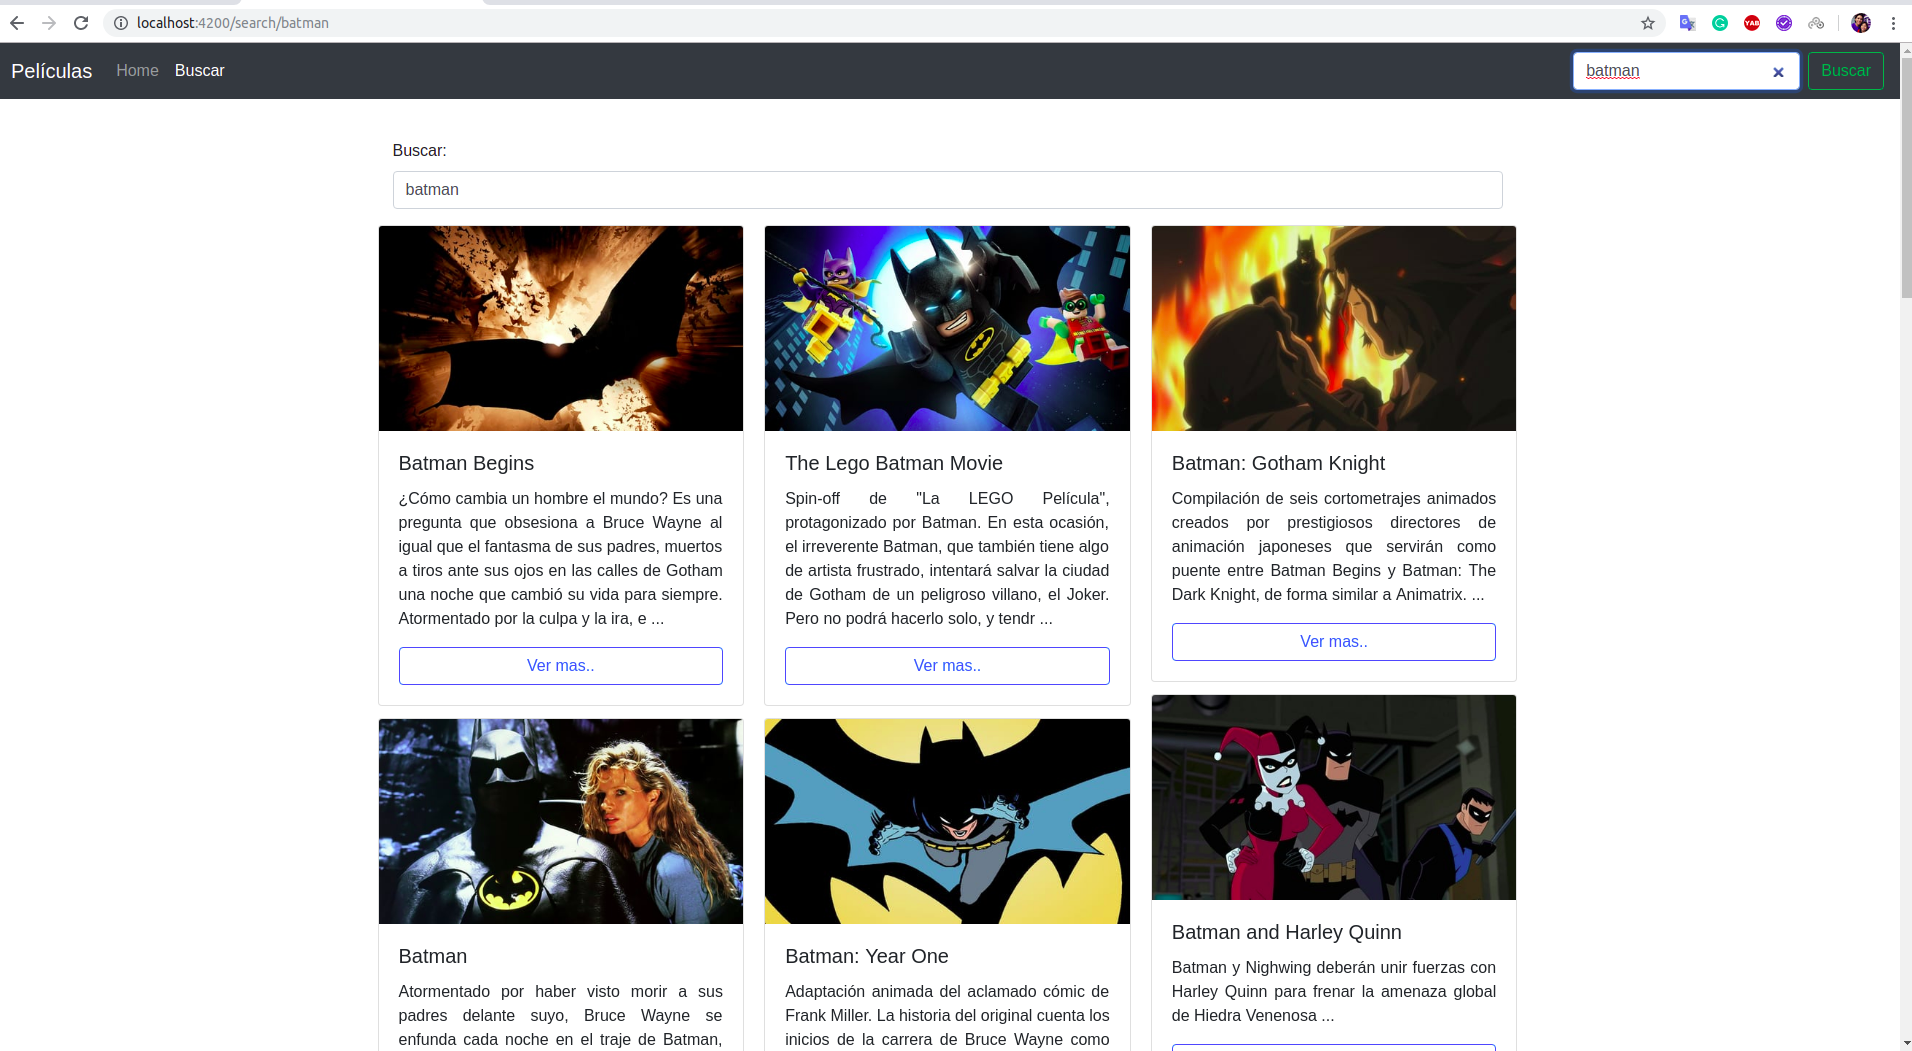 localhost:4200/search/batman
Películas Home Buscar batman Buscar
Buscar:
batman
Batman Begins
¿Cómo cambia un hombre el mundo? Es una
pregunta que obsesiona a Bruce Wayne al
igual que el fantasma de sus padres, muertos
a tiros ante sus ojos en las calles de Gotham
una noche que cambió su vida para siempre.
Atormentado por la culpa y la ira, e ...
Ver mas..
The Lego Batman Movie
Spin-off de "La LEGO Película",
protagonizado por Batman. En esta ocasión,
el irreverente Batman, que también tiene algo
de artista frustrado, intentará salvar la ciudad
de Gotham de un peligroso villano, el Joker.
Pero no podrá hacerlo solo, y tendr ...
Ver mas..
Batman: Gotham Knight
Compilación de seis cortometrajes animados
creados por prestigiosos directores de
animación japoneses que servirán como
puente entre Batman Begins y Batman: The
Dark Knight, de forma similar a Animatrix. ...
Ver mas..
Batman
Atormentado por haber visto morir a sus
padres delante suyo, Bruce Wayne se
enfunda cada noche en el traje de Batman,
Batman: Year One
Adaptación animada del aclamado cómic de
Frank Miller. La historia del original cuenta los
inicios de la carrera de Bruce Wayne como
Batman and Harley Quinn
Batman y Nighwing deberán unir fuerzas con
Harley Quinn para frenar la amenaza global
de Hiedra Venenosa ...